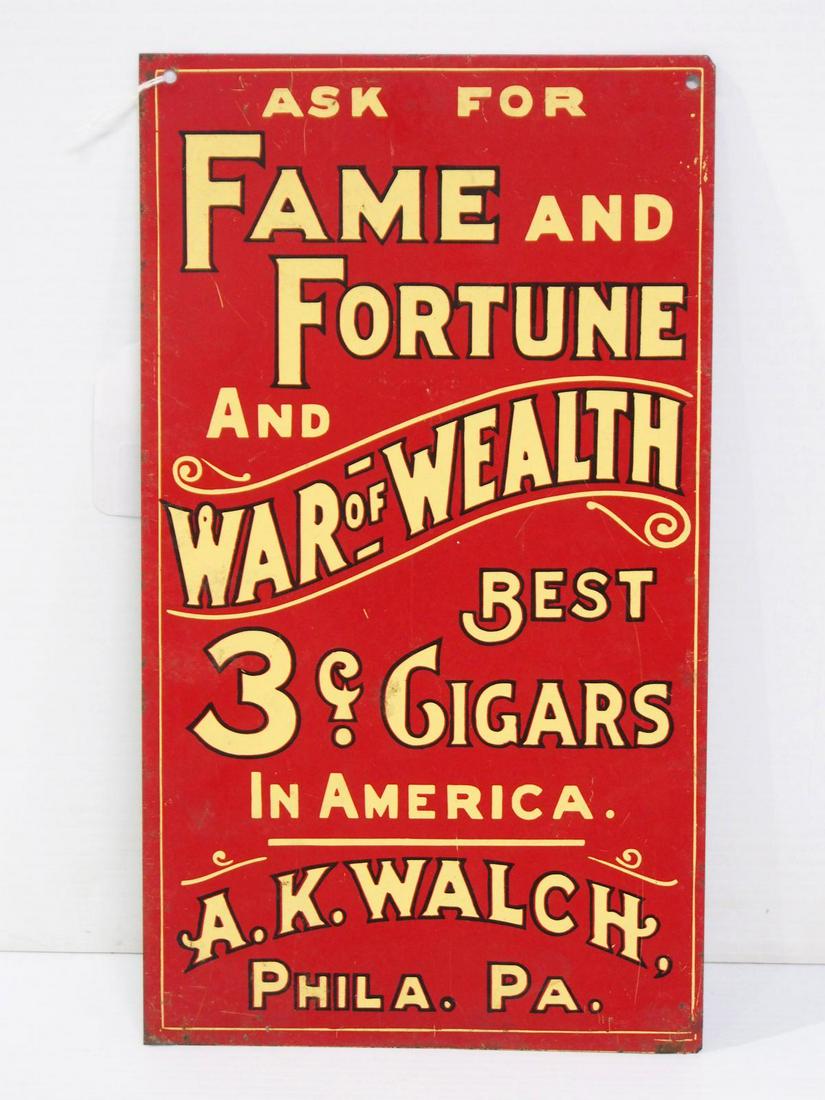 ASK FOR
FAME AND
FORTUNE
AND
WAR OF WEALTH
BEST
3¢ CIGARS
IN AMERICA.
A. K. WALCH,
PHILA. PA.